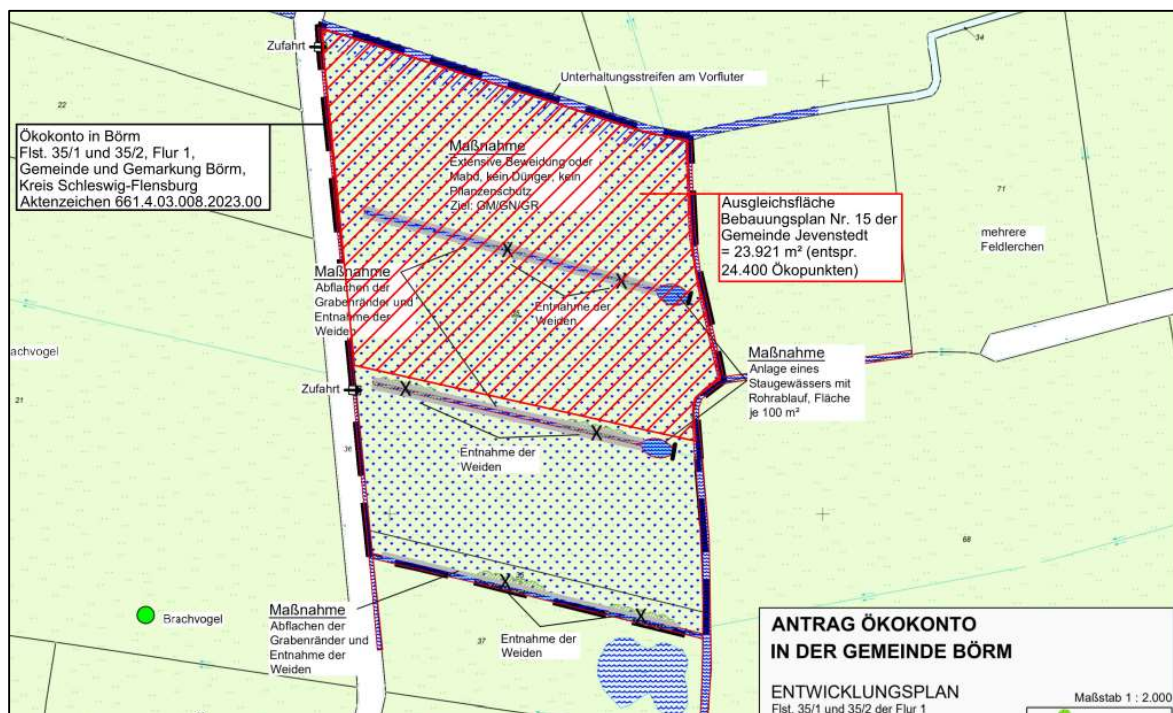 Zufahrt
34
Unterhaltungsstreifen am Vorfluter
22
Ökokonto in Börm
Flst. 35/1 und 35/2, Flur 1,
Gemeinde und Gemarkung Börm,
Kreis Schleswig-Flensburg
Aktenzeichen 661.4.03.008.2023.00
Maßnahme
Extensive Beweidung oder
Mahd, kein Dünger, kein
Pflanzenschutz
Ziel: GM/GN/GR
Ausgleichsfläche
Bebauungsplan Nr. 15 der
Gemeinde Jevenstedt
= 23.921 m² (entspr.
24.400 Ökopunkten)
71
mehrere
Feldlerchen
Maßnahme
Abflachen der
Grabenränder und
Entnahme der
Weiden
Entnahme der
Weiden
achvogel
Maßnahme
Anlage eines
Staugewässers mit
Rohrablauf, Fläche
je 100 m²
Zufahrt
21
36
Entnahme der
Weiden
68
Brachvogel
Maßnahme
Abflachen der
Grabenränder und
Entnahme der
Weiden
37
Entnahme der
Weiden
ANTRAG ÖKOKONTO
IN DER GEMEINDE BÖRM
ENTWICKLUNGSPLAN
Flst. 35/1 und 35/2 der Flur 1
Maßstab 1 : 2.000